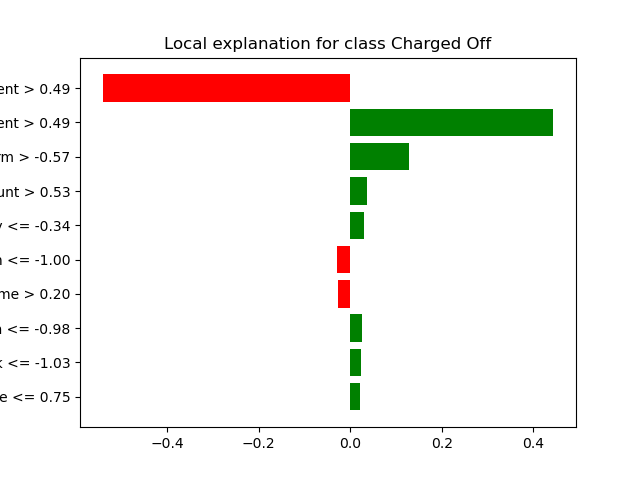 Local explanation for class Charged Off
ent > 0.49
ent > 0.49
rm > -0.57
unt > 0.53
<= -0.34
<= -1.00
me > 0.20
<= -0.98
<= -1.03
e <= 0.75
−0.4 −0.2 0.0 0.2 0.4